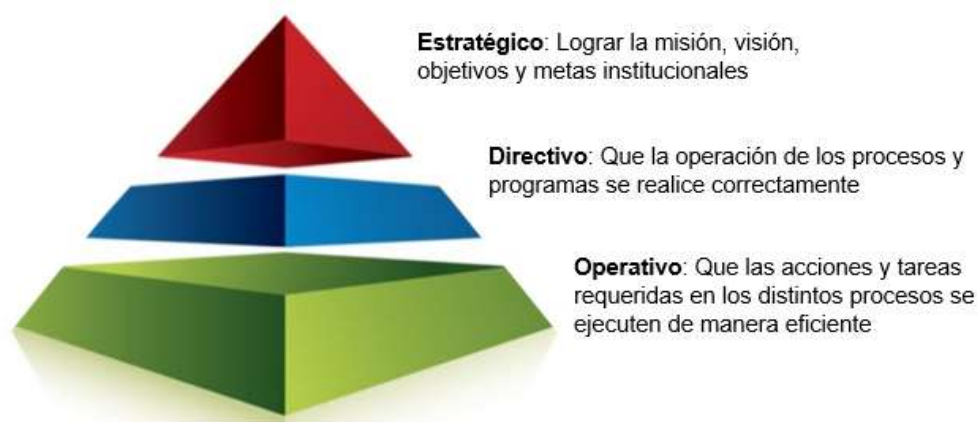 Estratégico: Lograr la misión, visión,
objetivos y metas institucionales
Directivo: Que la operación de los procesos y
programas se realice correctamente
Operativo: Que las acciones y tareas
requeridas en los distintos procesos se
ejecuten de manera eficiente